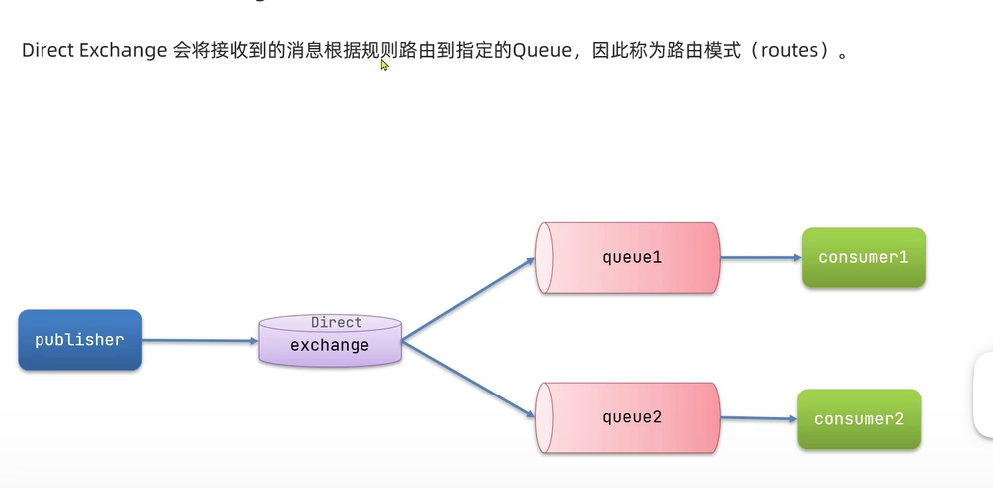 Direct Exchange 会将接收到的消息根据规则路由到指定的Queue，因此称为路由模式（routes）。
queue1
consumer1
publisher
Direct
exchange
queue2
consumer2